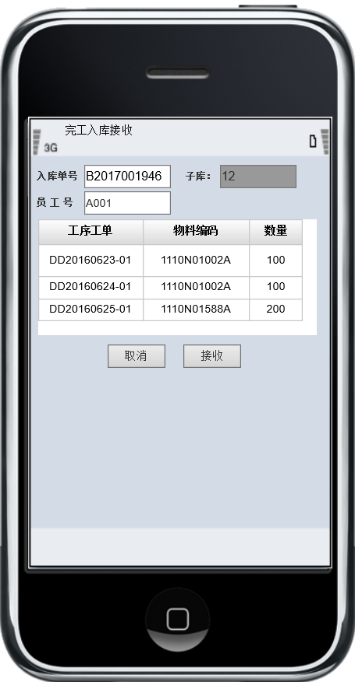 完工入库接收
3G
入库单号 B2017001946 子库： 12
员工号 A001
工序工单 物料编码 数量
DD20160623-01 1110N01002A 100
DD20160624-01 1110N01002A 100
DD20160625-01 1110N01588A 200
取消 接收